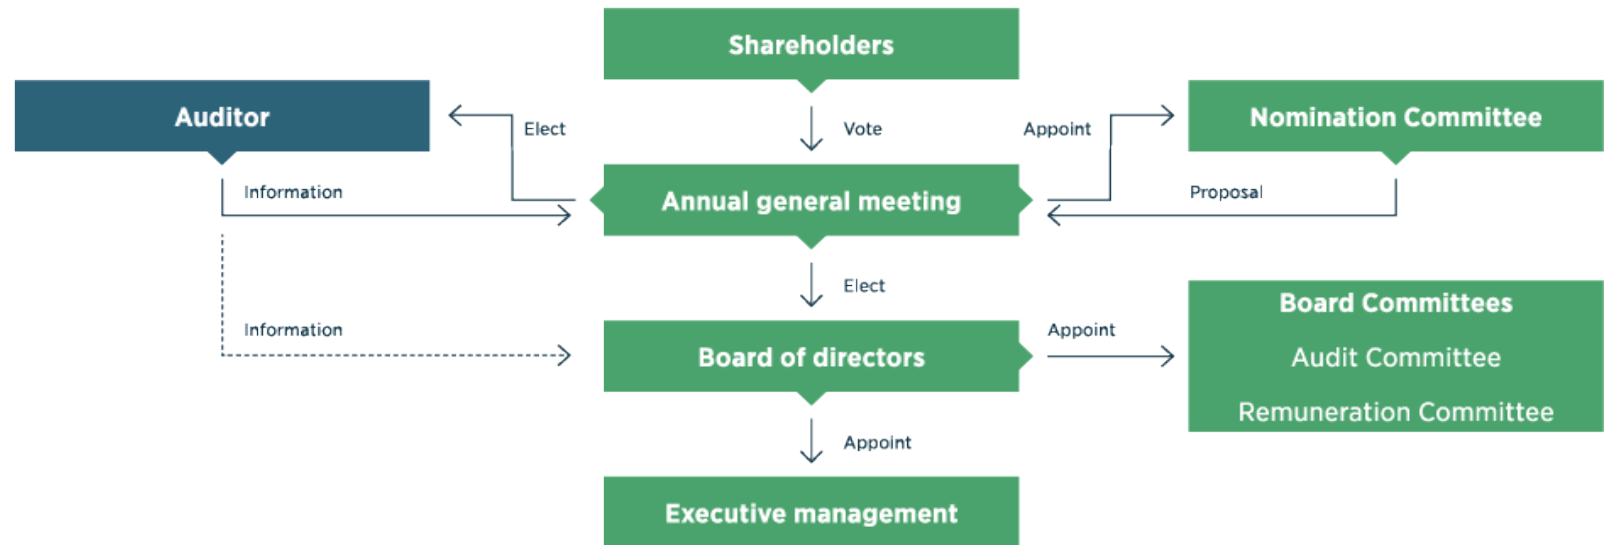 Shareholders
Auditor
Elect
Vote
Appoint
Nomination Committee
Information
Annual general meeting
Proposal
Elect
Information
Board of directors
Appoint
Board Committees
Audit Committee
Remuneration Committee
Appoint
Executive management